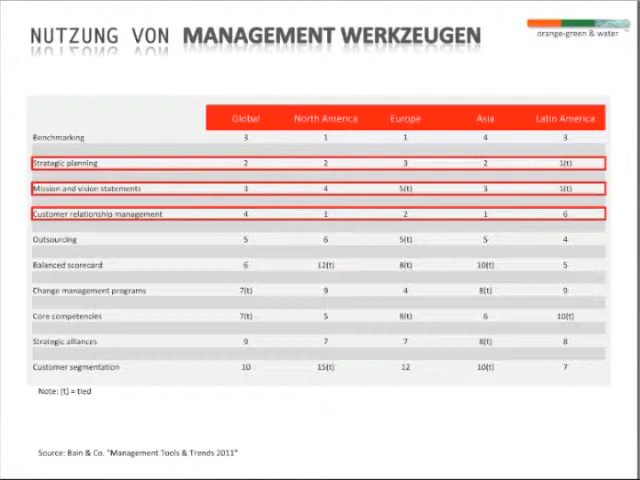 NUTZUNG VON MANAGEMENT WERKZEUGEN
orange-green & water
Global North America Europe Asia Latin America
Benchmarking 3 1 1 4 3
Strategic planning 2 2 3 2 1(t)
Mission and vision statements 3 4 5(t) 3 1(t)
Customer relationship management 4 1 2 1 6
Outsourcing 5 6 5(t) 5 4
Balanced scorecard 6 12(t) 8(t) 10(t) 5
Change management programs 7(t) 9 4 8(t) 9
Core competencies 7(t) 5 8(t) 6 10(t)
Strategic alliances 9 7 7 8(t) 8
Customer segmentation 10 15(t) 12 10(t) 7
Note: (t) = tied
Source: Bain & Co. "Management Tools & Trends 2011"